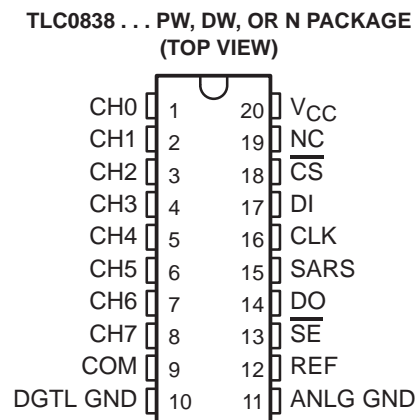 TLC0838 . . . PW, DW, OR N PACKAGE
(TOP VIEW)
CH0 1 20 VCC
CH1 2 19 NC
CH2 3 18 C̅S̅
CH3 4 17 DI
CH4 5 16 CLK
CH5 6 15 SARS
CH6 7 14 DO
CH7 8 13 S̅E̅
COM 9 12 REF
DGTL GND 10 11 ANLG GND